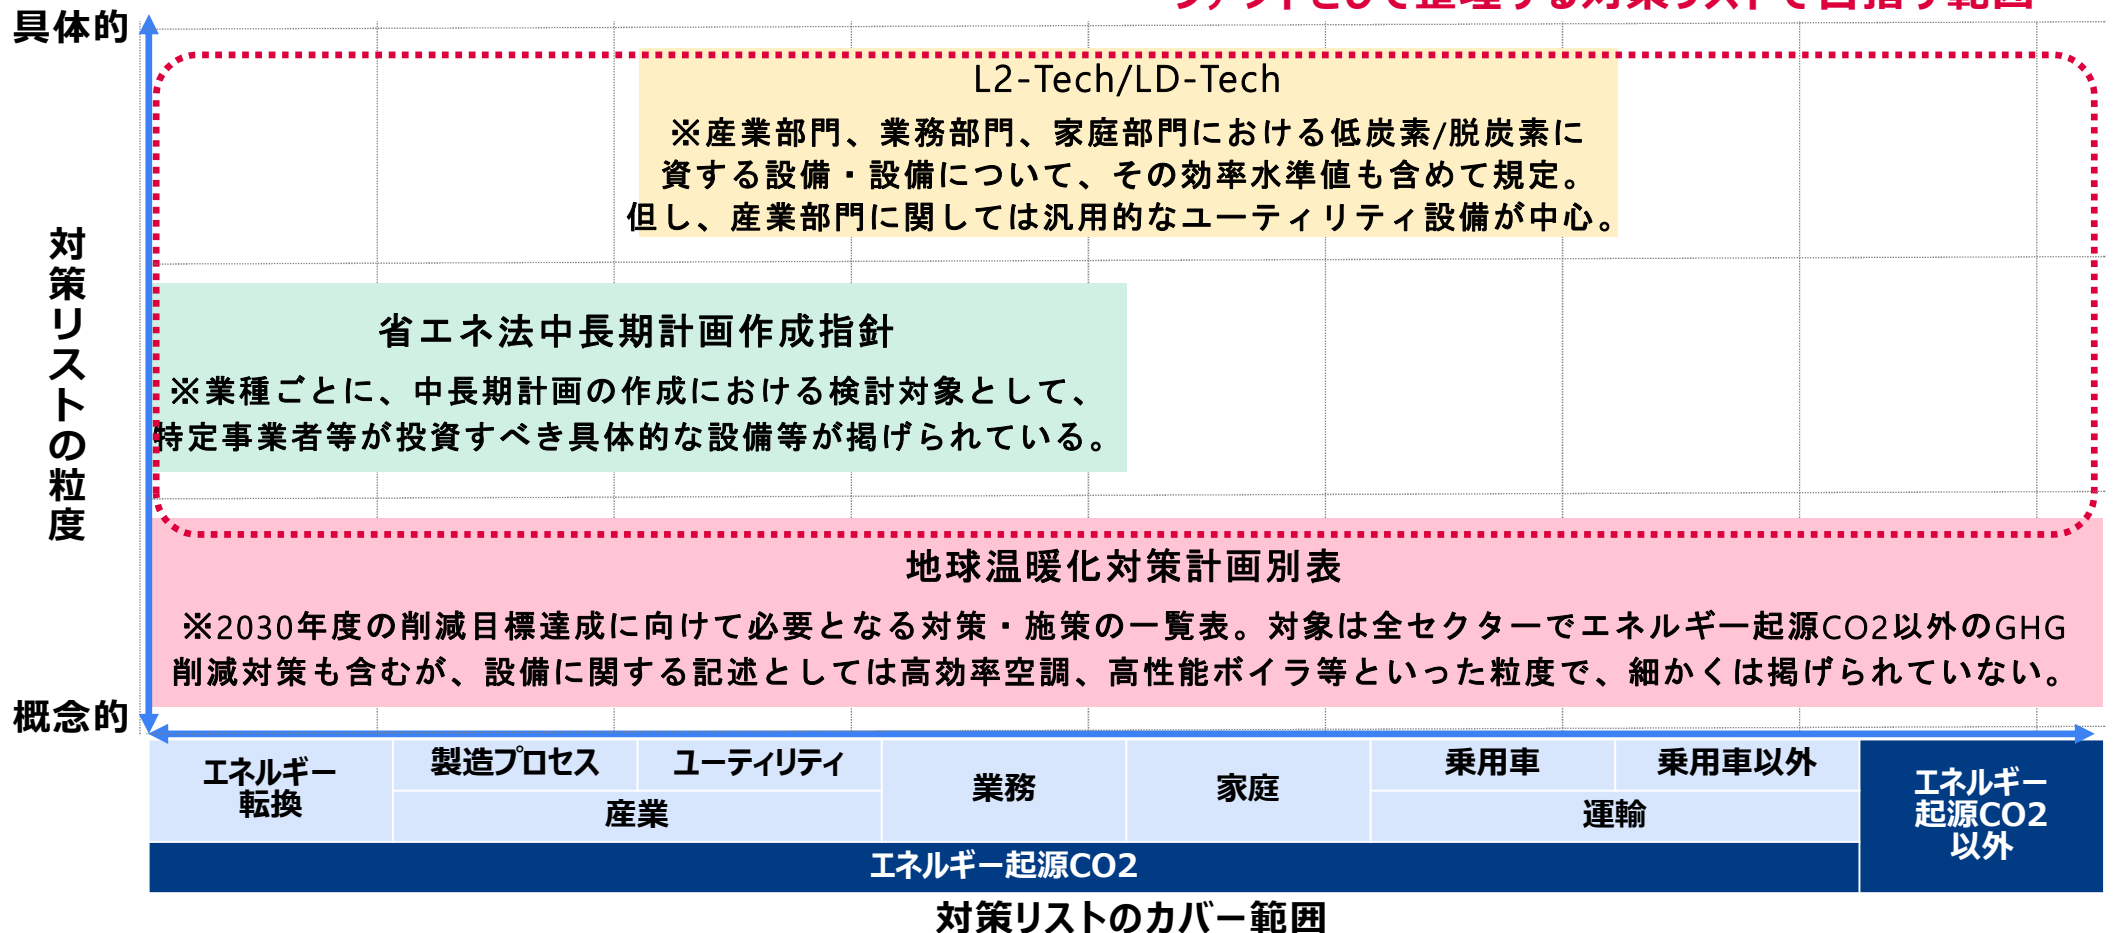 として整理する対策リストで目指す範囲
具体的
L2-Tech/LD-Tech
※産業部門、業務部門、家庭部門における低炭素/脱炭素に
資する設備・設備について、その効率水準値も含めて規定。
但し、産業部門に関しては汎用的なユーティリティ設備が中心。
対策リストの粒度
省エネ法中長期計画作成指針
※業種ごとに、中長期計画の作成における検討対象として、
特定事業者等が投資すべき具体的な設備等が掲げられている。
地球温暖化対策計画別表
※2030年度の削減目標達成に向けて必要となる対策・施策の一覧表。対象は全セクターでエネルギー起源CO2以外のGHG
削減対策も含むが、設備に関する記述としては高効率空調、高性能ボイラ等といった粒度で、細かくは掲げられていない。
概念的
エネルギー
転換
製造プロセス
ユーティリティ
産業
業務
家庭
乗用車
乗用車以外
運輸
エネルギー
起源CO2
以外
エネルギー起源CO2
対策リストのカバー範囲